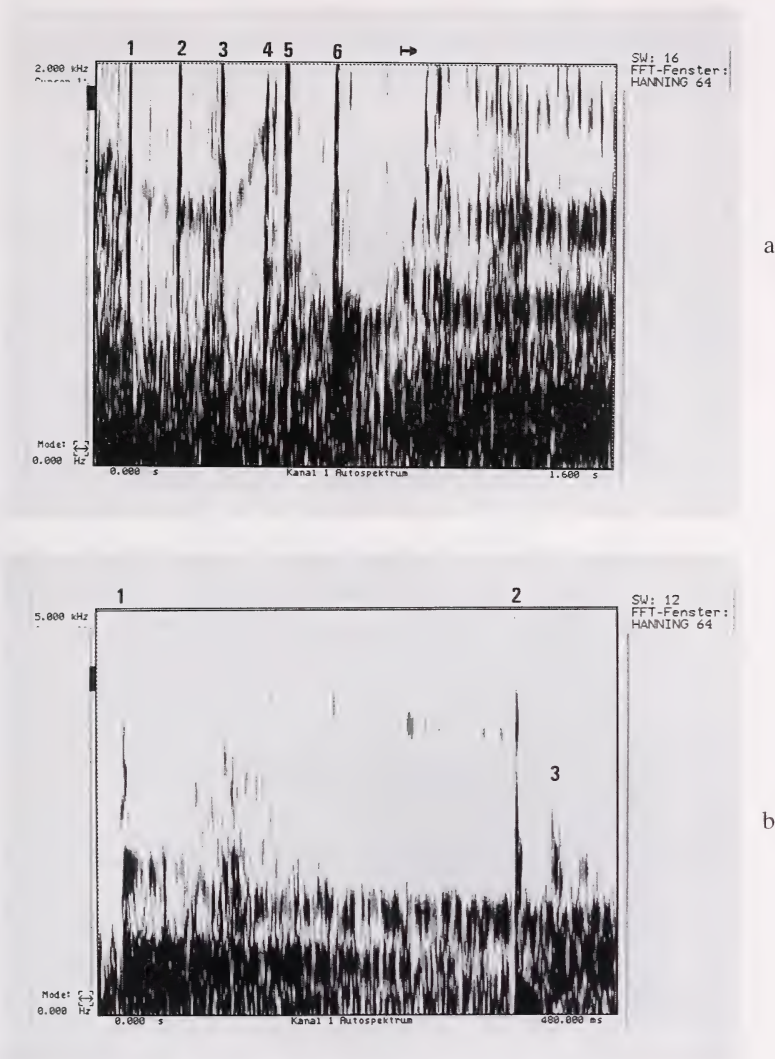 1 2 3 4 5 6 ↦
2.000 kHz
SW: 16
FFT-Fenster:
HANNING 64
a
Mode: [↔]
0.000 Hz
0.000 s Kanal 1 Autospektrum 1.600 s
1 2
5.000 kHz
SW: 12
FFT-Fenster:
HANNING 64
3
b
Mode: [↔]
0.000 Hz
0.000 s Kanal 1 Autospektrum 480.000 ms